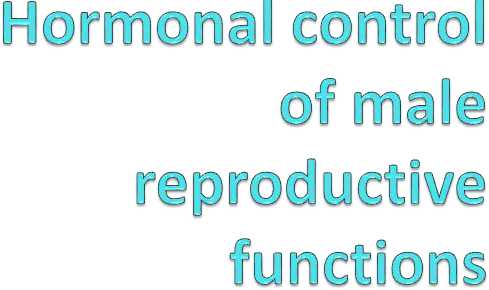 Hormonal control
of male
reproductive
functions